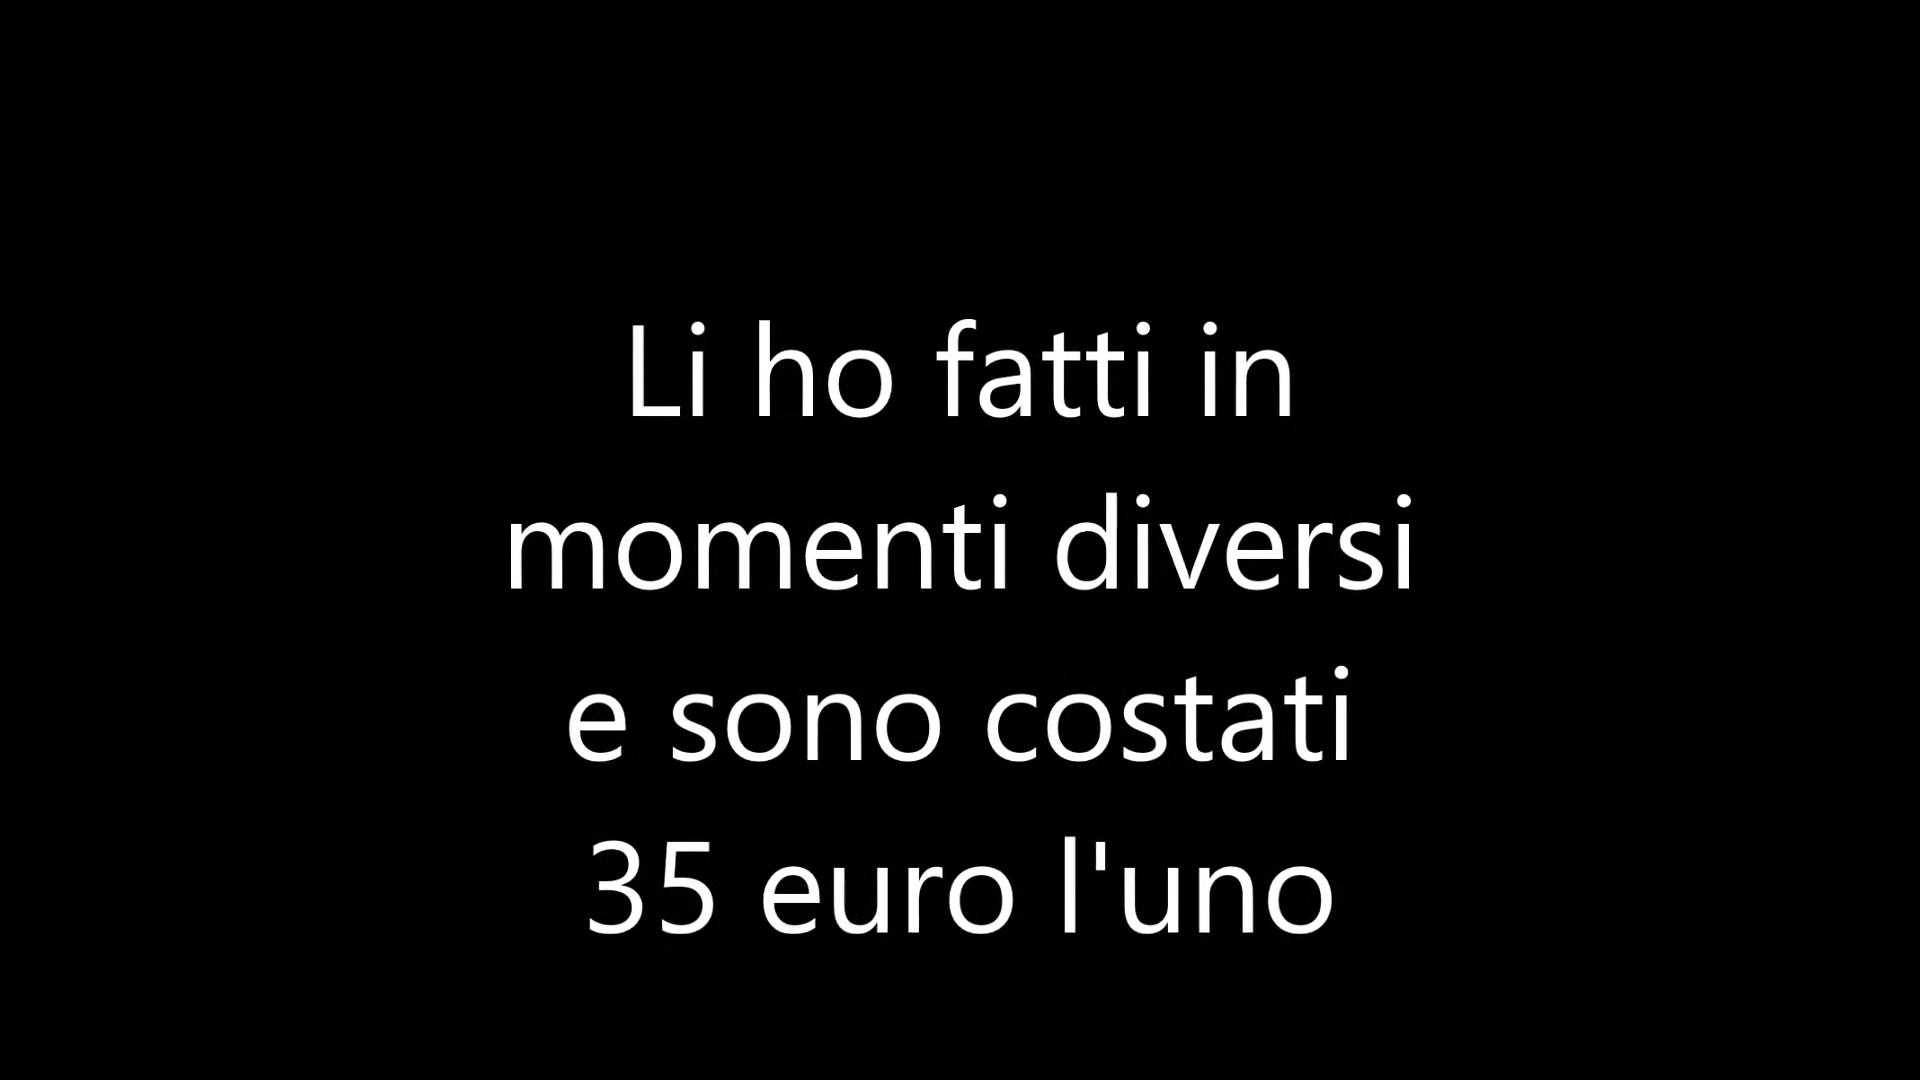 Li ho fatti in
momenti diversi
e sono costati
35 euro l'uno